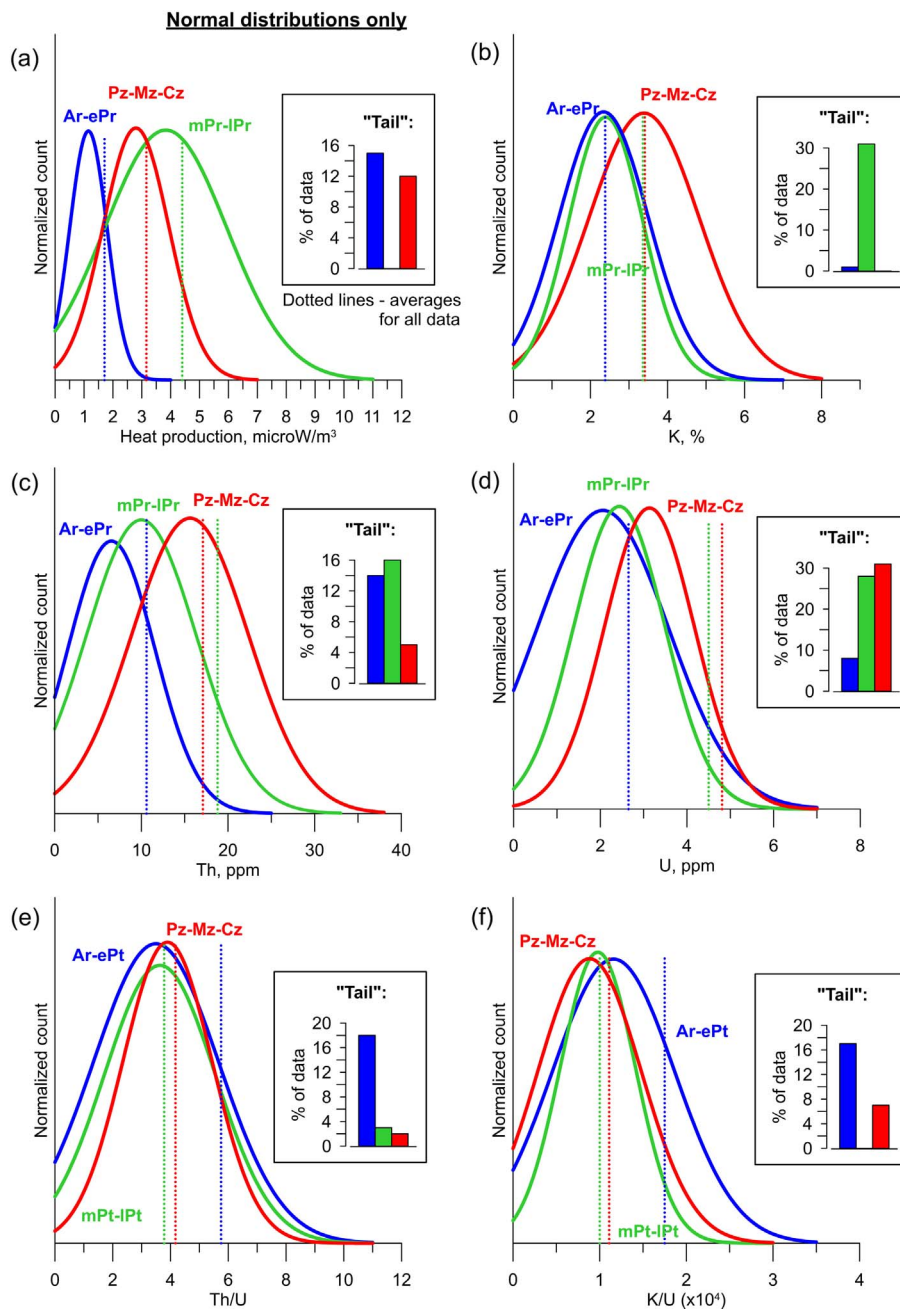 Normal distributions only
(a)
Normalized count
Ar-ePr
Pz-Mz-Cz
mPr-lPr
"Tail":
% of data
16
12
8
4
0
Dotted lines - averages
for all data
0 1 2 3 4 5 6 7 8 9 10 11 12
Heat production, microW/m³
(b)
Normalized count
Ar-ePr
Pz-Mz-Cz
mPr-lPr
"Tail":
% of data
30
20
10
0
0 2 4 6 8
K, %
(c)
Normalized count
Ar-ePr
mPr-lPr
Pz-Mz-Cz
"Tail":
% of data
16
12
8
4
0
0 10 20 30 40
Th, ppm
(d)
Normalized count
Ar-ePr
mPr-lPr
Pz-Mz-Cz
"Tail":
% of data
30
20
10
0
0 2 4 6 8
U, ppm
(e)
Normalized count
Ar-ePt
Pz-Mz-Cz
mPt-lPt
"Tail":
% of data
20
16
12
8
4
0
0 2 4 6 8 10 12
Th/U
(f)
Normalized count
Pz-Mz-Cz
Ar-ePt
mPt-lPt
"Tail":
% of data
20
16
12
8
4
0
0 1 2 3 4
K/U (x10⁴)